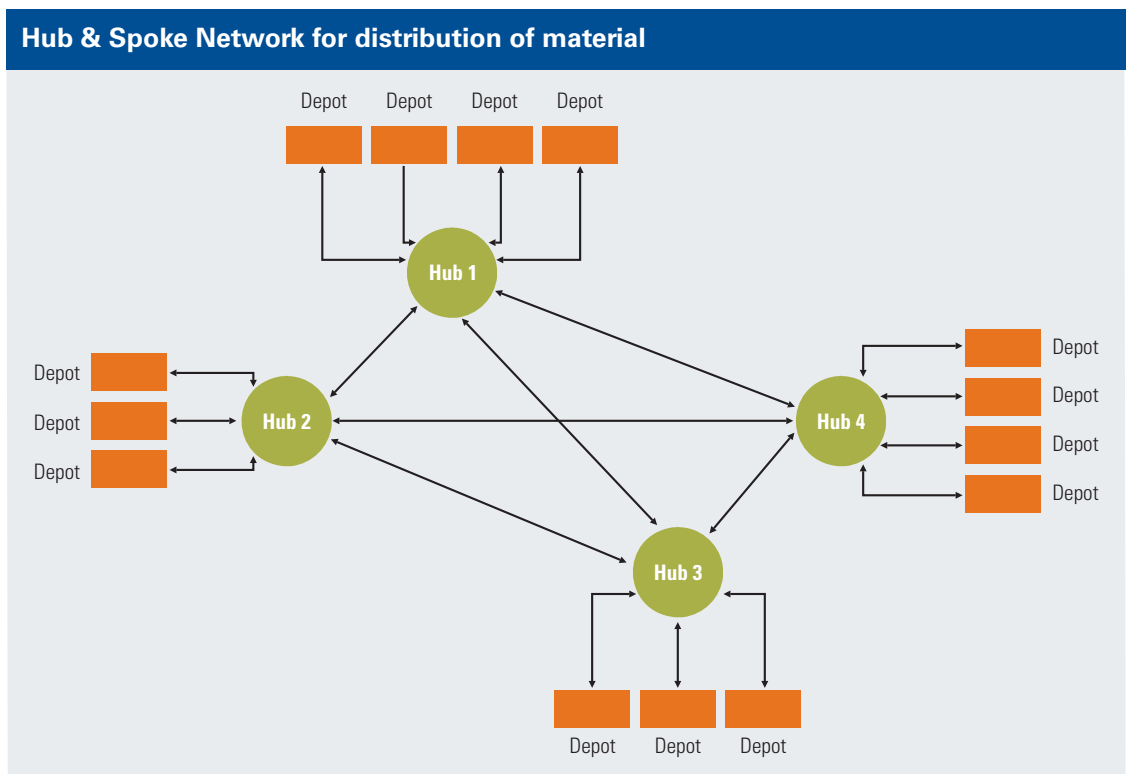 Hub & Spoke Network for distribution of material
Depot Depot Depot Depot
Hub 1
Depot
Depot
Depot
Hub 2
Hub 4
Depot
Depot
Depot
Depot
Hub 3
Depot Depot Depot